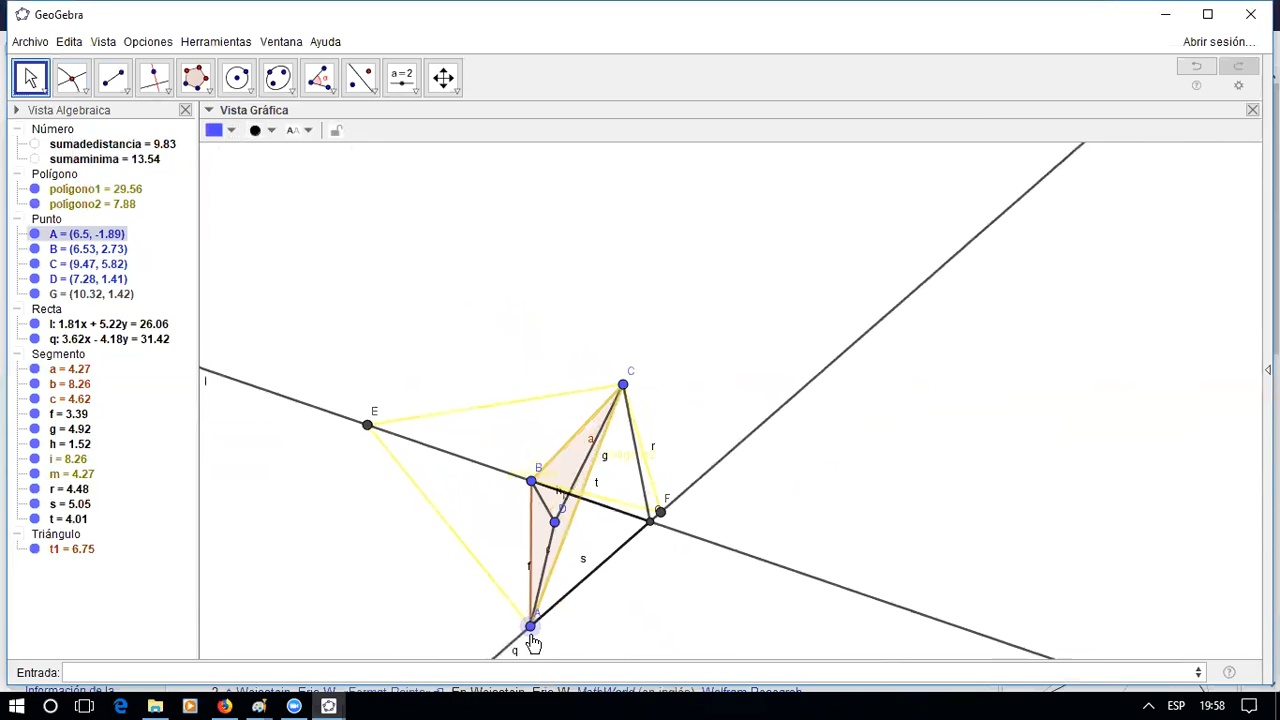 GeoGebra
Archivo Edita Vista Opciones Herramientas Ventana Ayuda
Abrir sesión...
a=2
Vista Algebraica
Vista Gráfica
AA
Número
sumadedistancia = 9.83
sumaminima = 13.54
Polígono
polígono1 = 29.56
polígono2 = 7.88
Punto
A = (6.5, -1.89)
B = (6.53, 2.73)
C = (9.47, 5.82)
D = (7.28, 1.41)
G = (10.32, 1.42)
Recta
l: 1.81x + 5.22y = 26.06
q: 3.62x - 4.18y = 31.42
Segmento
a = 4.27
b = 8.26
c = 4.62
f = 3.39
g = 4.92
h = 1.52
i = 8.26
m = 4.27
r = 4.48
s = 5.05
t = 4.01
Triángulo
t1 = 6.75
l
E
C
a
g
r
B
h
t
F
D
G
f
s
A
q
Entrada:
Información de la
ESP 19:58